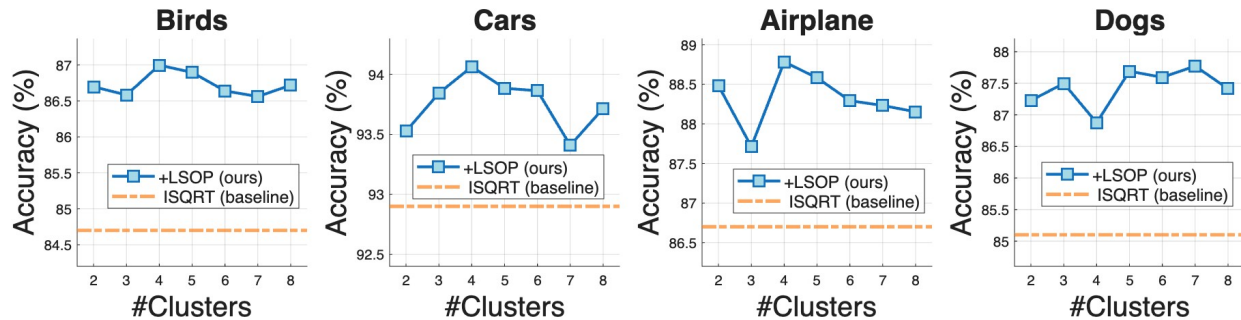 Birds
Accuracy (%)
87
86.5
86
85.5
85
84.5
+LSOP (ours)
ISQRT (baseline)
2 3 4 5 6 7 8
#Clusters
Cars
Accuracy (%)
94
93.5
93
92.5
+LSOP (ours)
ISQRT (baseline)
2 3 4 5 6 7 8
#Clusters
Airplane
Accuracy (%)
89
88.5
88
87.5
87
86.5
+LSOP (ours)
ISQRT (baseline)
2 3 4 5 6 7 8
#Clusters
Dogs
Accuracy (%)
88
87.5
87
86
86.5
85.5
85
+LSOP (ours)
ISQRT (baseline)
2 3 4 5 6 7 8
#Clusters